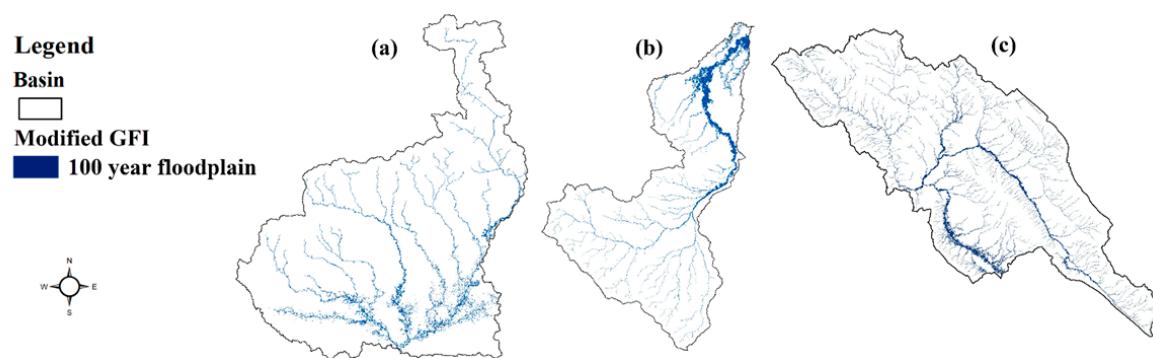 Legend
Basin
Modified GFI
100 year floodplain
N
W
E
S
(a)
(b)
(c)